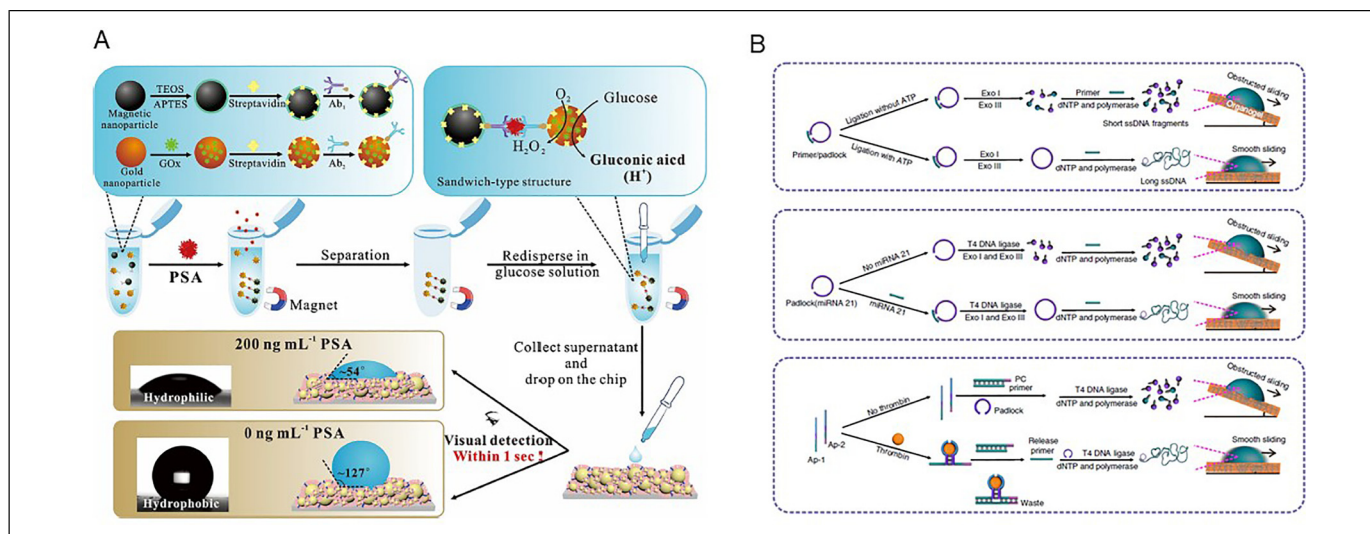 A
TEOS
APTES
Streptavidin
Ab₁
Magnetic
nanoparticle
GOx
Streptavidin
Ab₂
Gold
nanoparticle
O₂
Glucose
H₂O₂
Gluconic aicd
(H⁺)
Sandwich-type structure
PSA
Magnet
Separation
Redisperse in
glucose solution
Collect supernatant
and
drop on the chip
200 ng mL⁻¹ PSA
Hydrophilic
~54°
0 ng mL⁻¹ PSA
Hydrophobic
~127°
Visual detection
Within 1 sec !
B
Primer/padlock
Ligation without ATP
Exo I
Exo III
Primer
dNTP and polymerase
Short ssDNA fragments
Obstructed sliding
Organogel
Ligation with ATP
Exo I
Exo III
dNTP and polymerase
Long ssDNA
Smooth sliding
Padlock(miRNA 21)
No miRNA 21
T4 DNA ligase
Exo I and Exo III
dNTP and polymerase
Obstructed sliding
miRNA 21
T4 DNA ligase
Exo I and Exo III
dNTP and polymerase
Smooth sliding
Ap-1
Ap-2
No thrombin
PC
primer
Padlock
T4 DNA ligase
dNTP and polymerase
Obstructed sliding
Thrombin
Release
primer
T4 DNA ligase
dNTP and polymerase
Smooth sliding
Waste